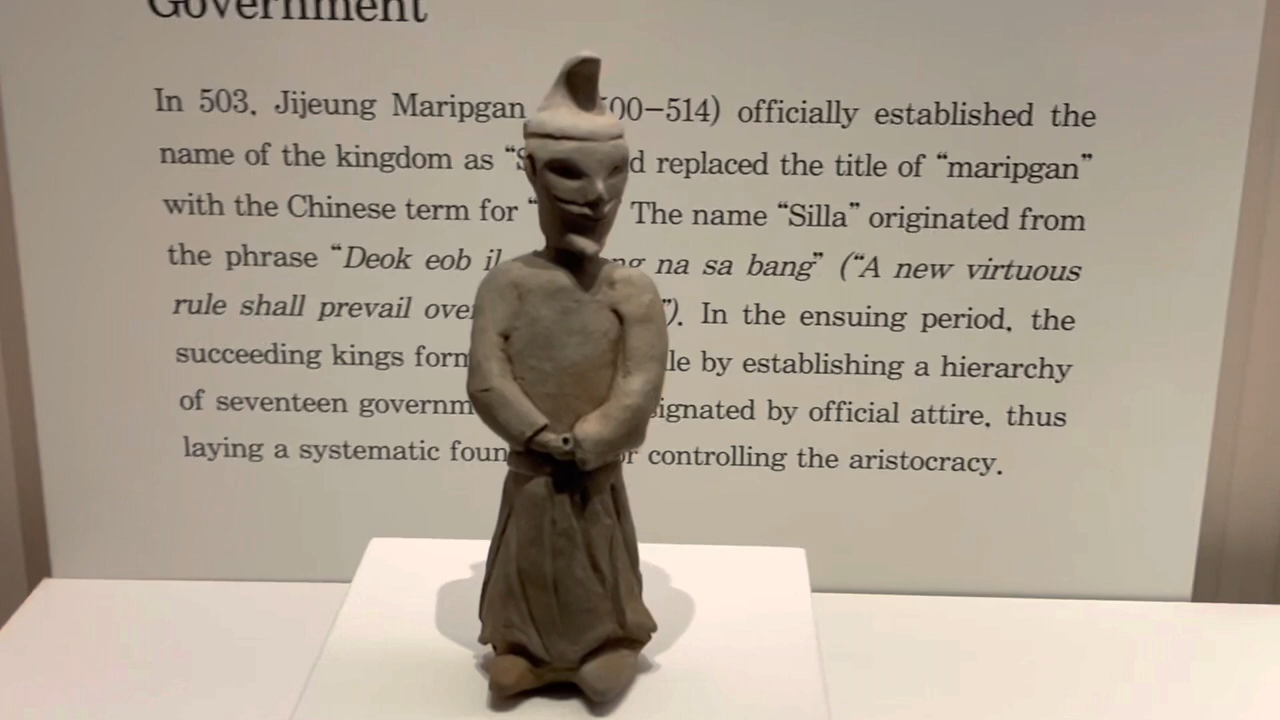 Government
In 503, Jijeung Maripgan 00–514) officially established the
name of the kingdom as “S d replaced the title of “maripgan”
with the Chinese term for “ The name “Silla” originated from
the phrase “Deok eob il ng na sa bang” (“A new virtuous
rule shall prevail over ”). In the ensuing period, the
succeeding kings form le by establishing a hierarchy
of seventeen governm ignated by official attire, thus
laying a systematic foun r controlling the aristocracy.